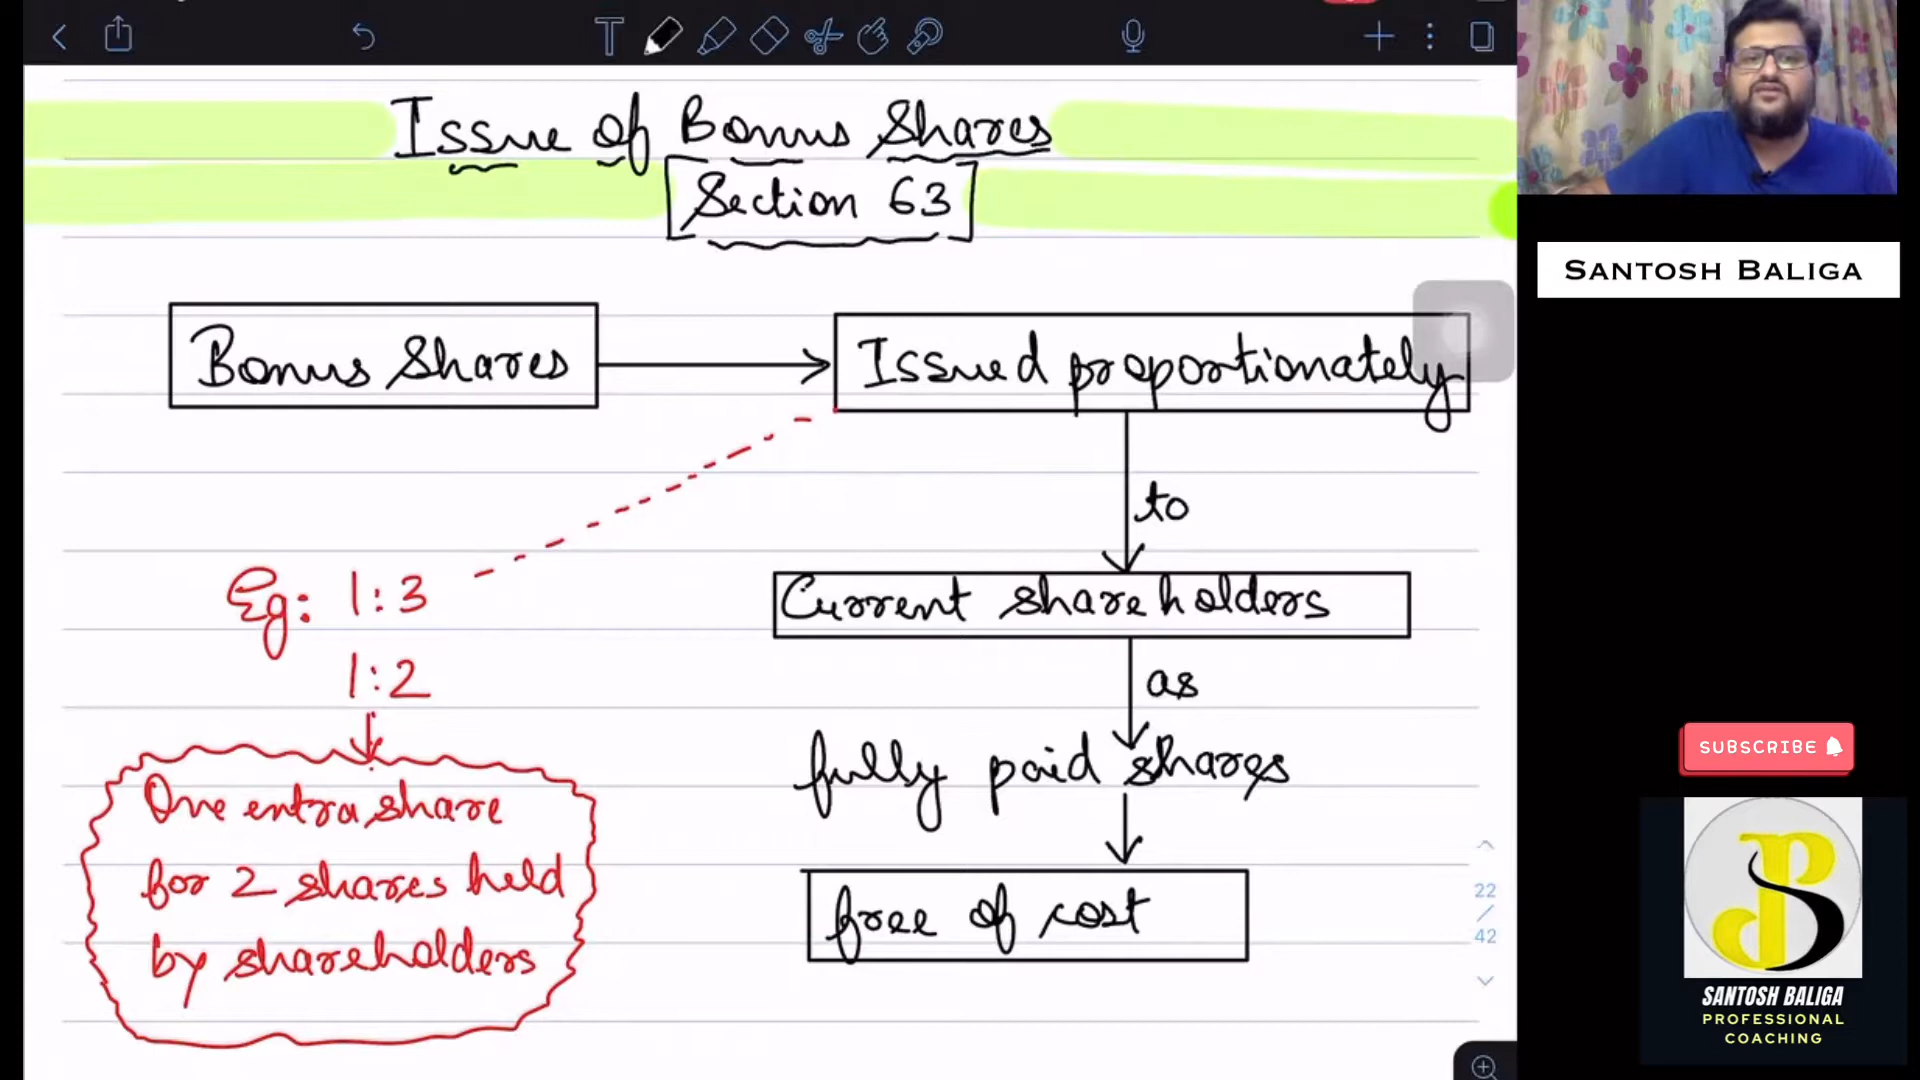 Issue of Bonus Shares
Section 63
SANTOSH BALIGA
Bonus Shares
Issued proportionately
to
Current shareholders
as
fully paid shares
free of cost
Eg: 1:3
1:2
One extra share
for 2 shares held
by shareholders
22
/
42
SUBSCRIBE
SANTOSH BALIGA
PROFESSIONAL
COACHING